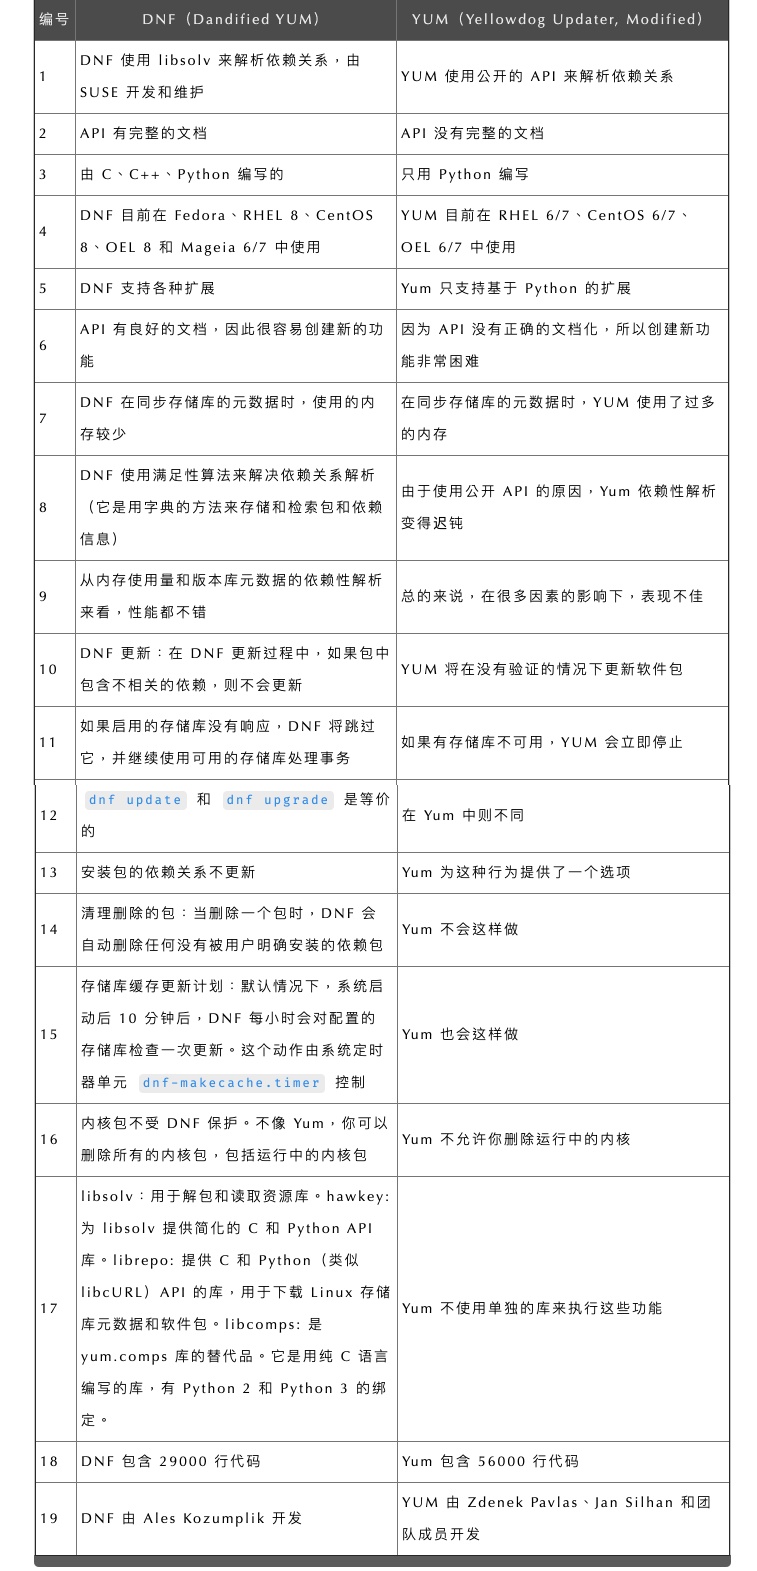 编号 DNF（Dandified YUM） YUM（Yellowdog Updater, Modified）
1
DNF 使用 libsolv 来解析依赖关系，由
SUSE 开发和维护
YUM 使用公开的 API 来解析依赖关系
2
API 有完整的文档
API 没有完整的文档
3
由 C、C++、Python 编写的
只用 Python 编写
4
DNF 目前在 Fedora、RHEL 8、CentOS
8、OEL 8 和 Mageia 6/7 中使用
YUM 目前在 RHEL 6/7、CentOS 6/7、
OEL 6/7 中使用
5
DNF 支持各种扩展
Yum 只支持基于 Python 的扩展
6
API 有良好的文档，因此很容易创建新的功
能
因为 API 没有正确的文档化，所以创建新功
能非常困难
7
DNF 在同步存储库的元数据时，使用的内
存较少
在同步存储库的元数据时，YUM 使用了过多
的内存
8
DNF 使用满足性算法来解决依赖关系解析
（它是用字典的方法来存储和检索包和依赖
信息）
由于使用公开 API 的原因，Yum 依赖性解析
变得迟钝
9
从内存使用量和版本库元数据的依赖性解析
来看，性能都不错
总的来说，在很多因素的影响下，表现不佳
10
DNF 更新：在 DNF 更新过程中，如果包中
包含不相关的依赖，则不会更新
YUM 将在没有验证的情况下更新软件包
11
如果启用的存储库没有响应，DNF 将跳过
它，并继续使用可用的存储库处理事务
如果有存储库不可用，YUM 会立即停止
12
dnf update 和 dnf upgrade 是等价
的
在 Yum 中则不同
13
安装包的依赖关系不更新
Yum 为这种行为提供了一个选项
14
清理删除的包：当删除一个包时，DNF 会
自动删除任何没有被用户明确安装的依赖包
Yum 不会这样做
15
存储库缓存更新计划：默认情况下，系统启
动后 10 分钟后，DNF 每小时会对配置的
存储库检查一次更新。这个动作由系统定时
器单元 dnf-makecache.timer 控制
Yum 也会这样做
16
内核包不受 DNF 保护。不像 Yum，你可以
删除所有的内核包，包括运行中的内核包
Yum 不允许你删除运行中的内核
17
libsolv：用于解包和读取资源库。hawkey:
为 libsolv 提供简化的 C 和 Python API
库。librepo: 提供 C 和 Python（类似
libcURL）API 的库，用于下载 Linux 存储
库元数据和软件包。libcomps: 是
yum.comps 库的替代品。它是用纯 C 语言
编写的库，有 Python 2 和 Python 3 的绑
定。
Yum 不使用单独的库来执行这些功能
18
DNF 包含 29000 行代码
Yum 包含 56000 行代码
19
DNF 由 Ales Kozumplik 开发
YUM 由 Zdenek Pavlas、Jan Silhan 和团
队成员开发